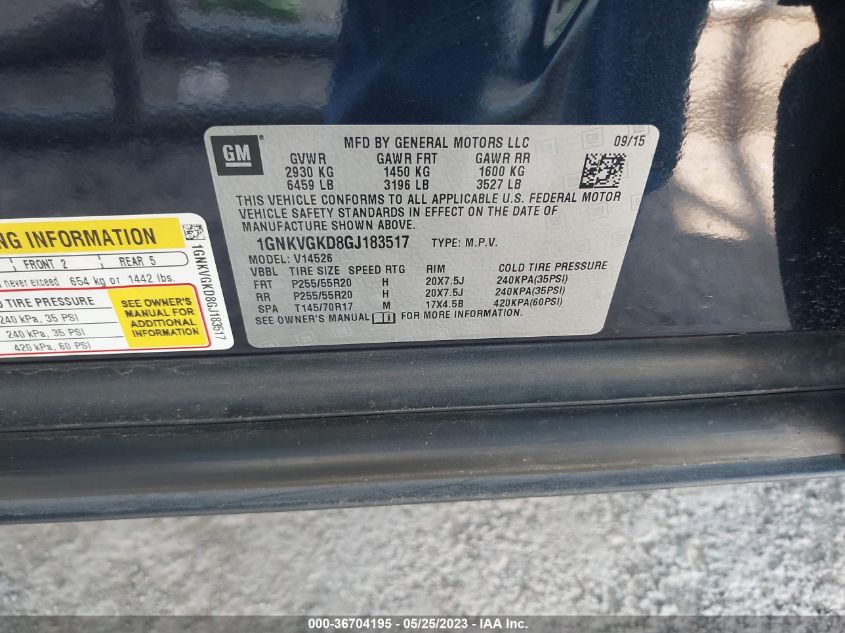 GM
MFD BY GENERAL MOTORS LLC 09/15
GVWR GAWR FRT GAWR RR
2930 KG 1450 KG 1600 KG
6459 LB 3196 LB 3527 LB
THIS VEHICLE CONFORMS TO ALL APPLICABLE U.S. FEDERAL MOTOR
VEHICLE SAFETY STANDARDS IN EFFECT ON THE DATE OF
MANUFACTURE SHOWN ABOVE.
1GNKVGKD8GJ183517 TYPE: M.P.V.
MODEL: V14526
VBBL TIRE SIZE SPEED RTG RIM COLD TIRE PRESSURE
FRT P255/55R20 H 20X7.5J 240KPA(35PSI)
RR P255/55R20 H 20X7.5J 240KPA(35PSI)
SPA T145/70R17 M 17X4.5B 420KPA(60PSI)
SEE OWNER'S MANUAL FOR MORE INFORMATION.
NG INFORMATION
FRONT 2 REAR 5
never exceed 654 kg or 1442 lbs.
TIRE PRESSURE
240 kPa, 35 PSI
240 kPa, 35 PSI
420 kPa, 60 PSI
SEE OWNER'S
MANUAL FOR
ADDITIONAL
INFORMATION
1GNKVGKD8GJ183517
000-36704195 - 05/25/2023 - IAA Inc.